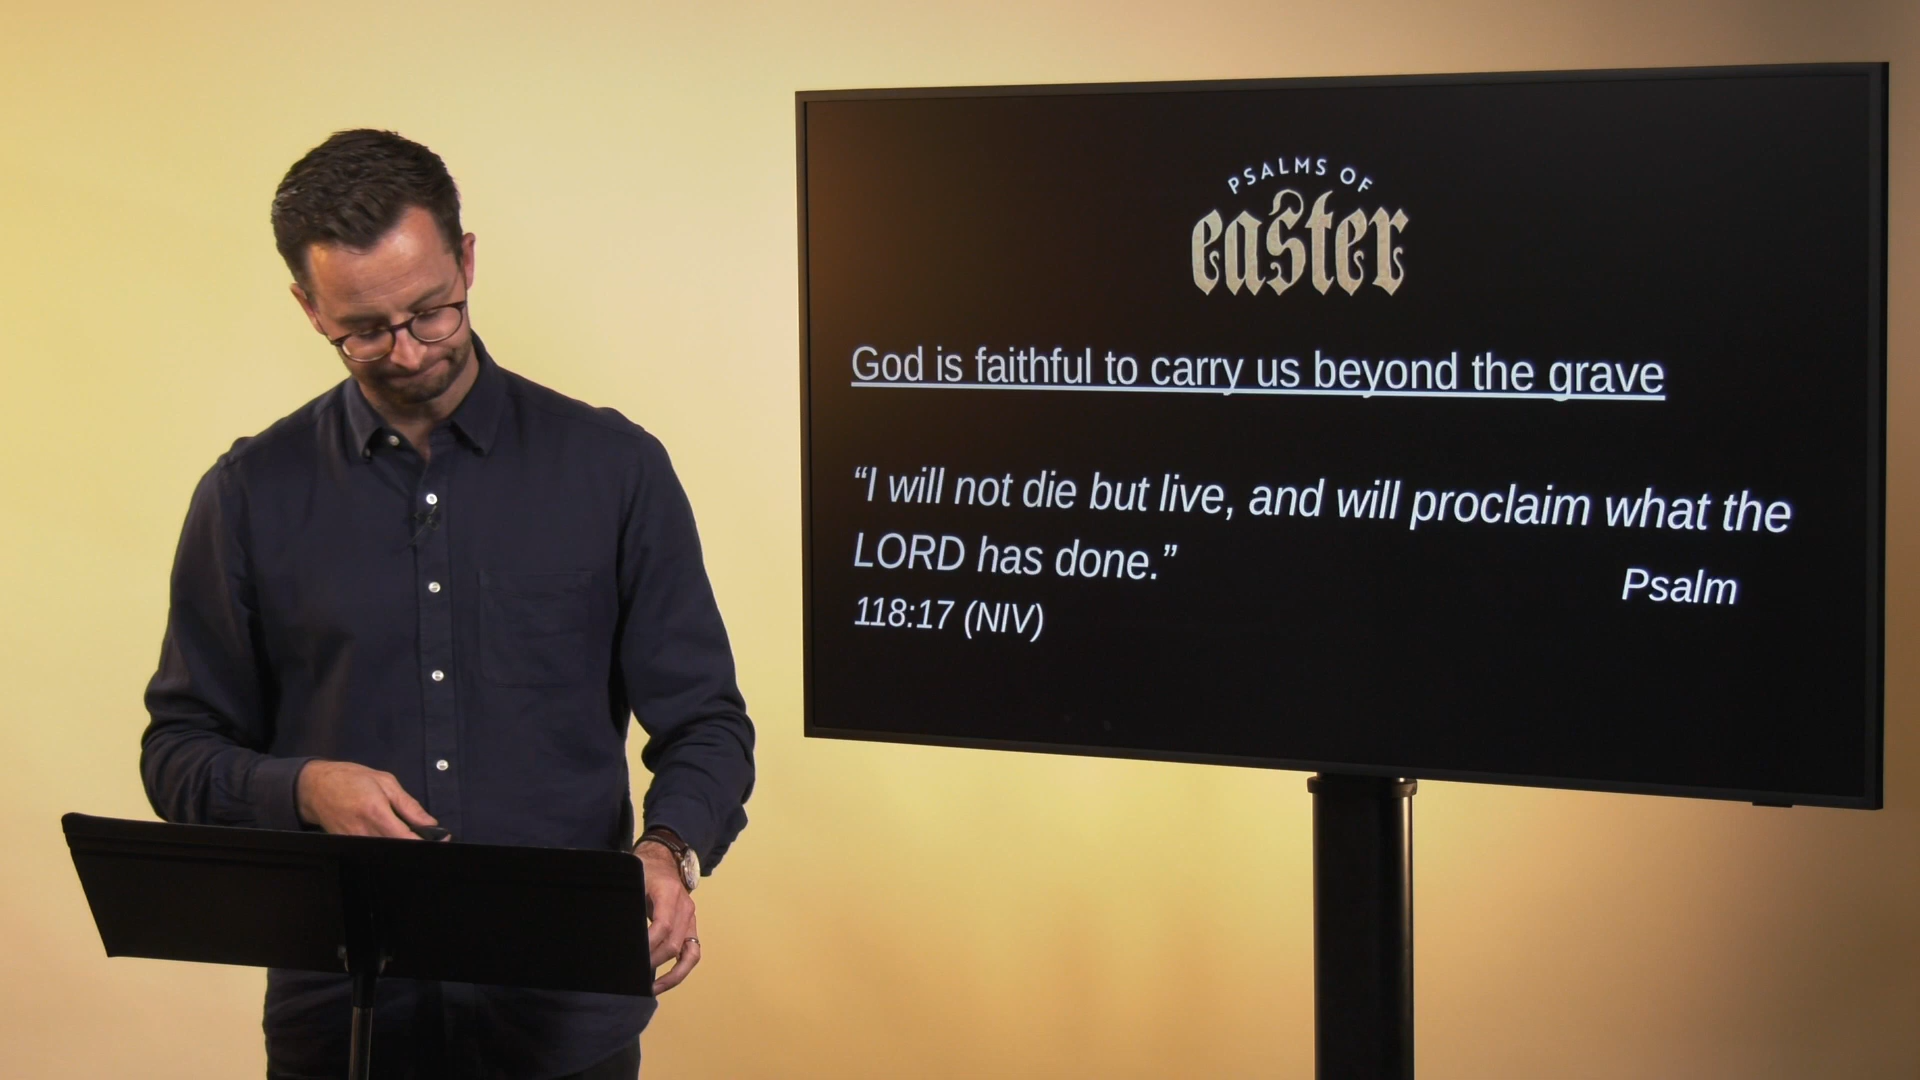 PSALMS OF
easter
God is faithful to carry us beyond the grave
“I will not die but live, and will proclaim what the
LORD has done.”
Psalm
118:17 (NIV)